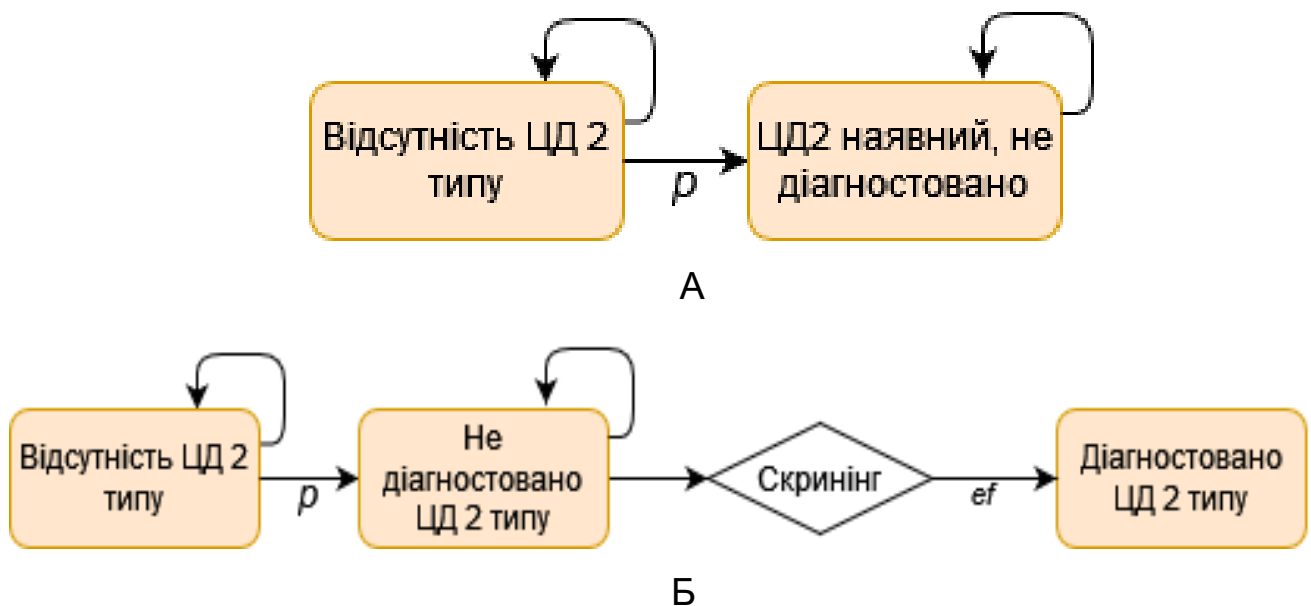 Відсутність ЦД 2
типу
p
ЦД2 наявний, не
діагностовано
А
Відсутність ЦД 2
типу
p
Не
діагностовано
ЦД 2 типу
Скринінг
ef
Діагностовано
ЦД 2 типу
Б